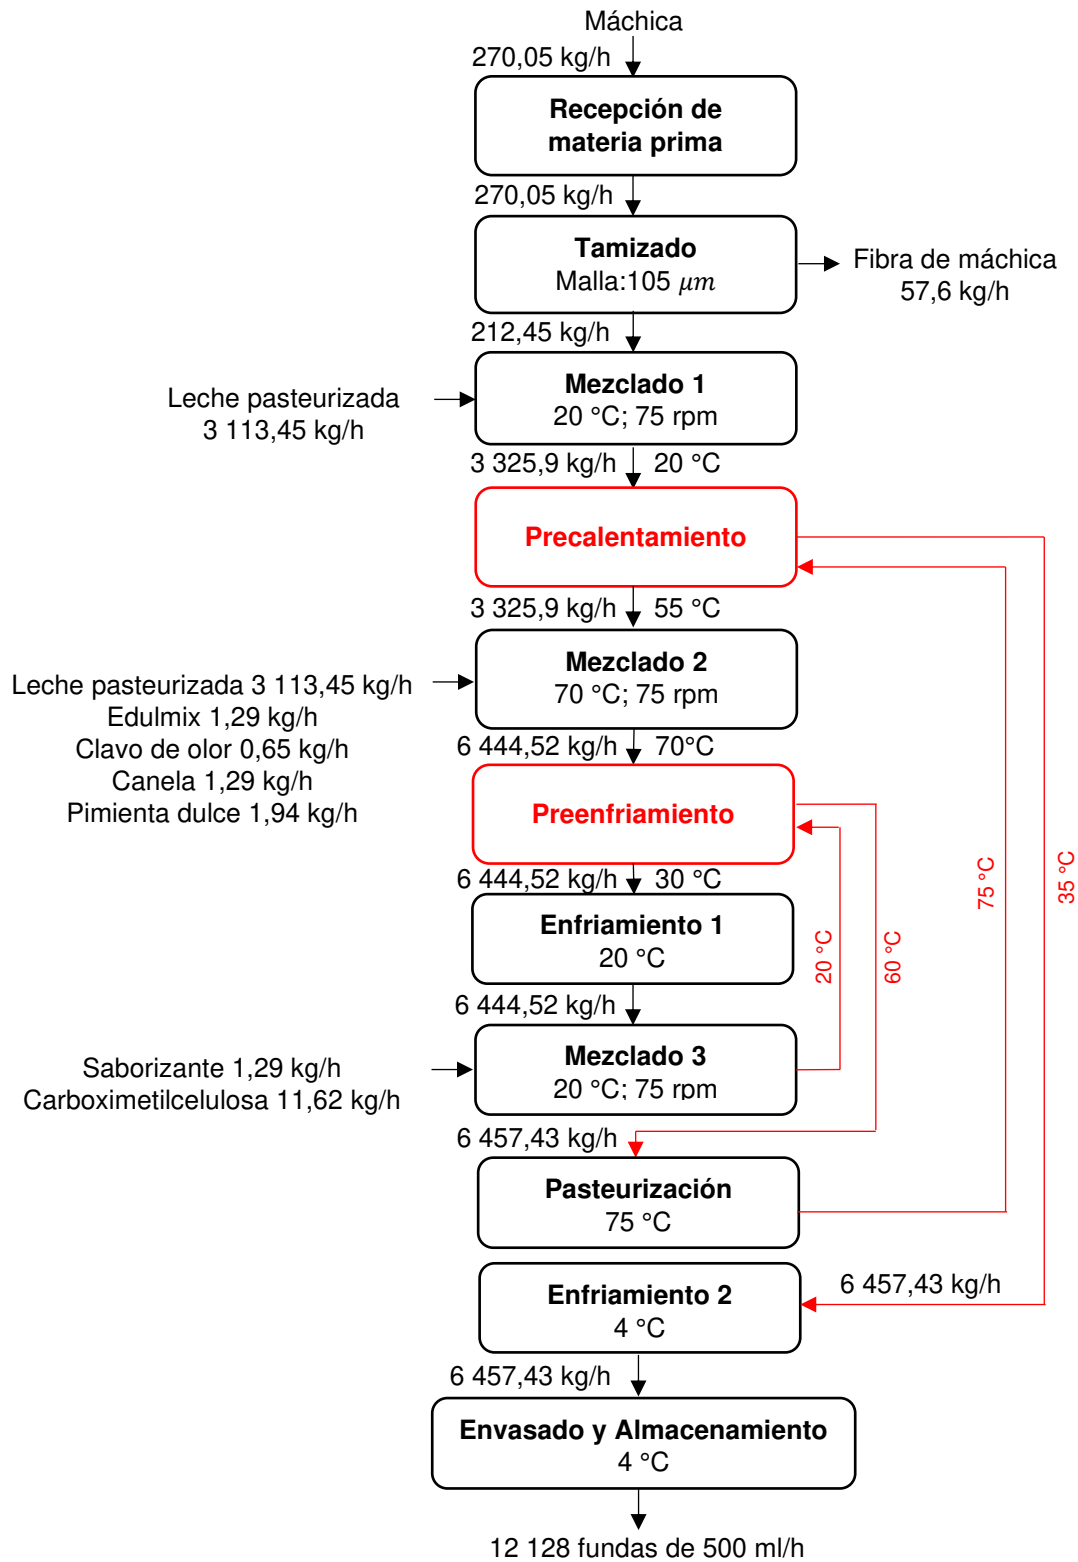 Máchica
270,05 kg/h
Recepción de
materia prima
270,05 kg/h
Tamizado
Malla:105 μm
Fibra de máchica
57,6 kg/h
212,45 kg/h
Mezclado 1
20 °C; 75 rpm
Leche pasteurizada
3 113,45 kg/h
3 325,9 kg/h 20 °C
Precalentamiento
3 325,9 kg/h 55 °C
Mezclado 2
70 °C; 75 rpm
Leche pasteurizada 3 113,45 kg/h
Edulmix 1,29 kg/h
Clavo de olor 0,65 kg/h
Canela 1,29 kg/h
Pimienta dulce 1,94 kg/h
6 444,52 kg/h 70°C
Preenfriamiento
75 °C
35 °C
6 444,52 kg/h 30 °C
Enfriamiento 1
20 °C
20 °C
60 °C
6 444,52 kg/h
Mezclado 3
20 °C; 75 rpm
Saborizante 1,29 kg/h
Carboximetilcelulosa 11,62 kg/h
6 457,43 kg/h
Pasteurización
75 °C
Enfriamiento 2
4 °C
6 457,43 kg/h
6 457,43 kg/h
Envasado y Almacenamiento
4 °C
12 128 fundas de 500 ml/h